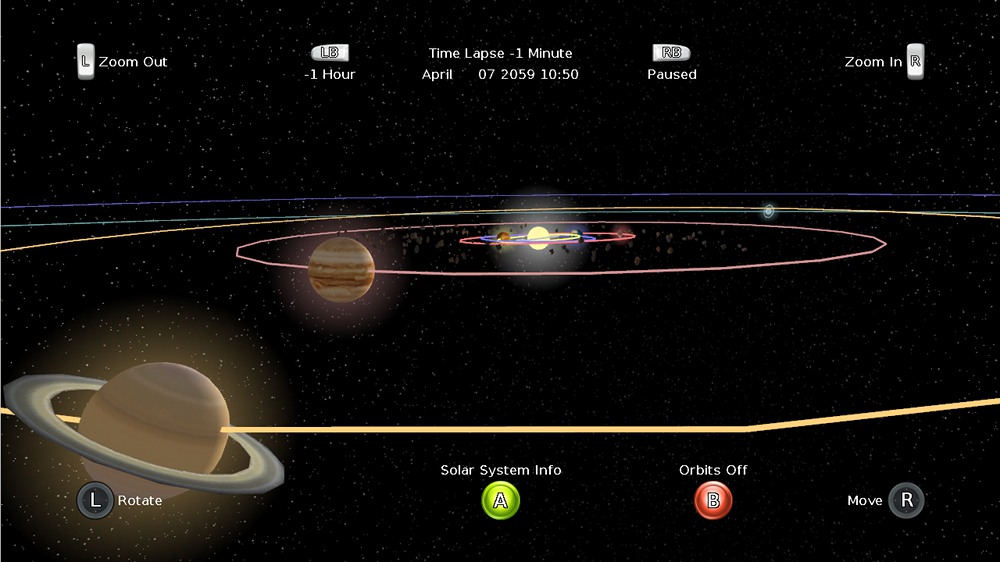 L Zoom Out
LB
-1 Hour
Time Lapse -1 Minute
April 07 2059 10:50
RB
Paused
Zoom In R
Solar System Info
A
Orbits Off
B
L Rotate
Move R